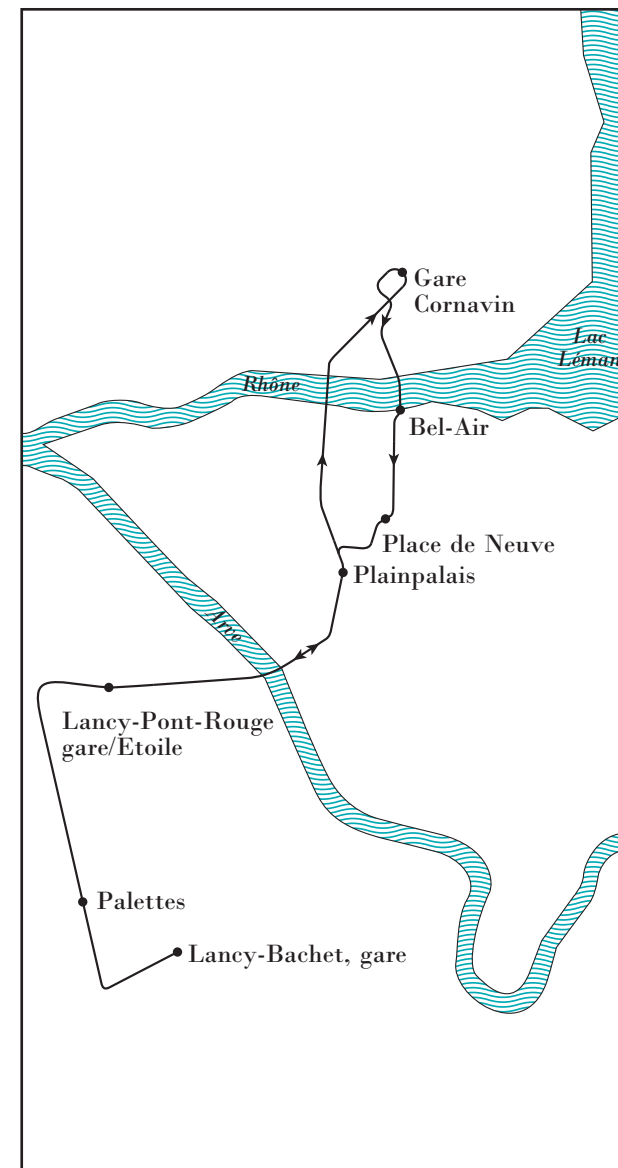 Gare
Cornavin
Lac
Léman
Rhône
Bel-Air
Place de Neuve
Plainpalais
Arve
Lancy-Pont-Rouge
gare/Etoile
Palettes
Lancy-Bachet, gare